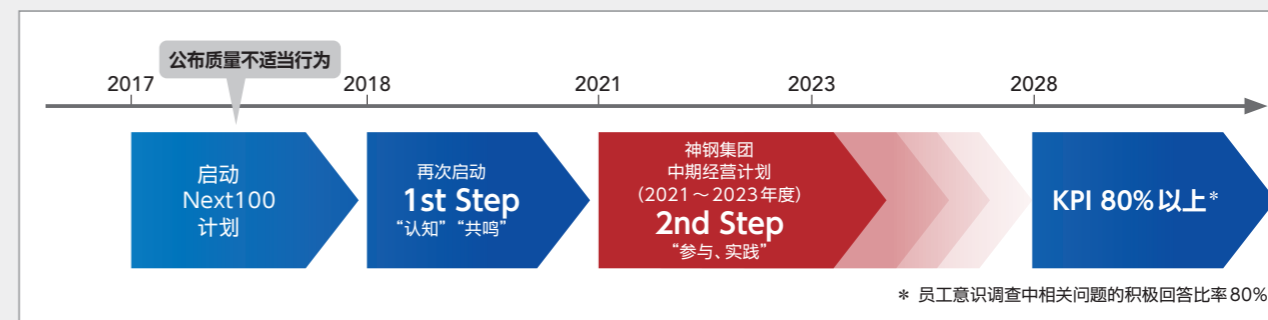 公布质量不适当行为
2017
2018
2021
2023
2028
启动
Next100
计划
再次启动
1st Step
“认知”“共鸣”
神钢集团
中期经营计划
(2021～2023年度)
2nd Step
“参与、实践”
KPI 80%以上*
* 员工意识调查中相关问题的积极回答比率80%